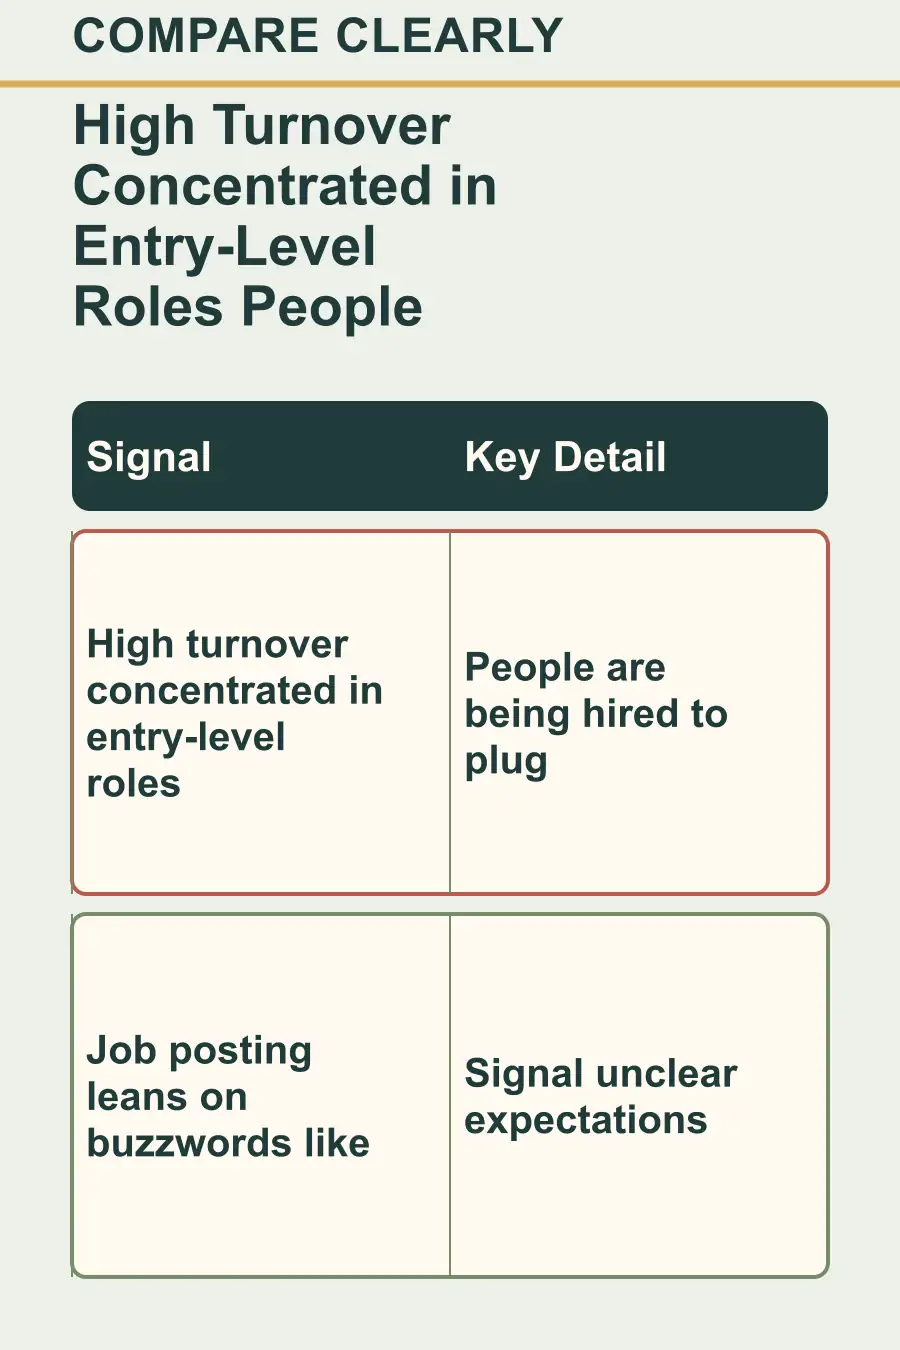 COMPARE CLEARLY
High Turnover
Concentrated in
Entry-Level
Roles People
Signal
Key Detail
High turnover
concentrated in
entry-level
roles
People are
being hired to
plug
Job posting
leans on
buzzwords like
Signal unclear
expectations